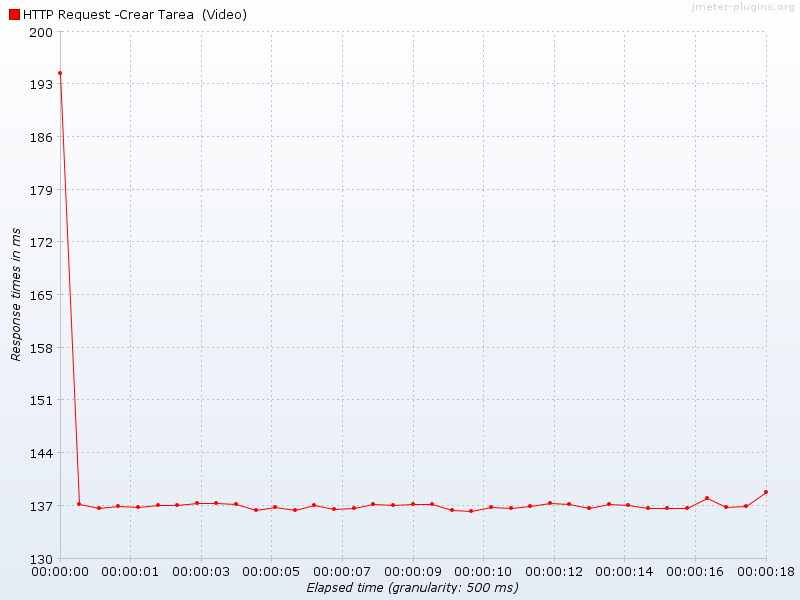 jmeter-plugins.org
HTTP Request -Crear Tarea  (Video)
200
193
186
179
172
165
158
151
144
137
130
Response times in ms
00:00:00 00:00:01 00:00:03 00:00:05 00:00:07 00:00:09 00:00:10 00:00:12 00:00:14 00:00:16 00:00:18
Elapsed time (granularity: 500 ms)